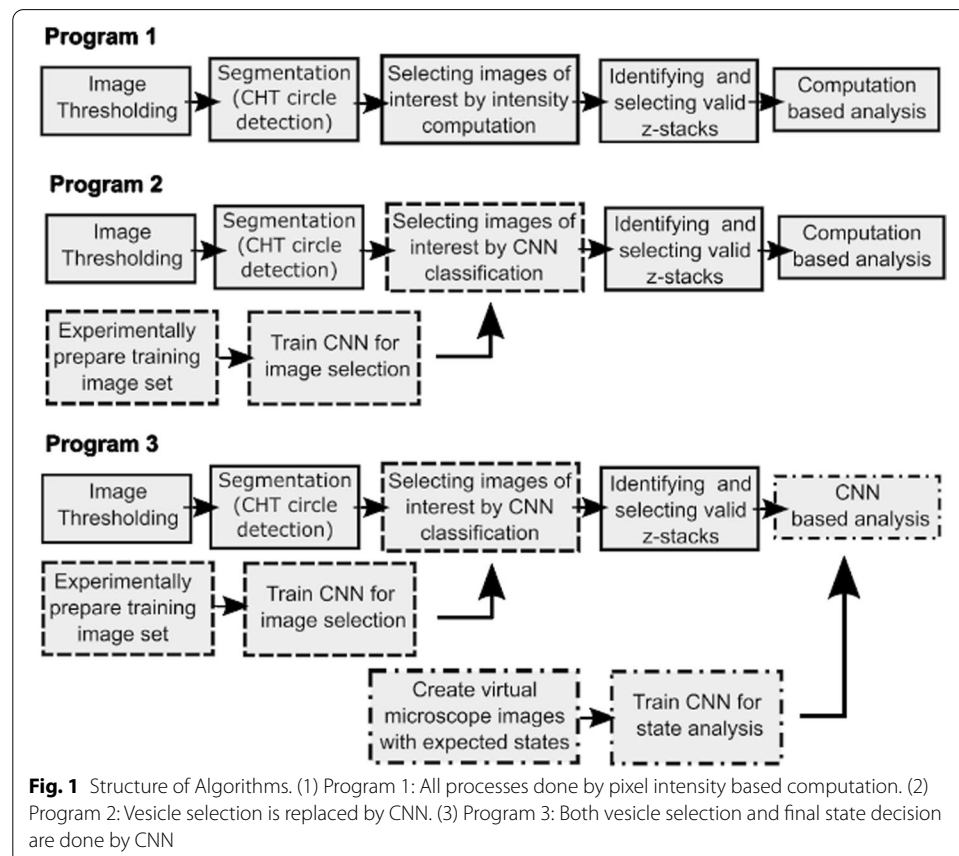 Program 1
Image
Thresholding
Segmentation
(CHT circle
detection)
Selecting images of
interest by intensity
computation
Identifying and
selecting valid
z-stacks
Computation
based analysis
Program 2
Image
Thresholding
Segmentation
(CHT circle
detection)
Selecting images of
interest by CNN
classification
Identifying and
selecting valid
z-stacks
Computation
based analysis
Experimentally
prepare training
image set
Train CNN for
image selection
Program 3
Image
Thresholding
Segmentation
(CHT circle
detection)
Selecting images of
interest by CNN
classification
Identifying and
selecting valid
z-stacks
CNN
based analysis
Experimentally
prepare training
image set
Train CNN for
image selection
Create virtual
microscope images
with expected states
Train CNN for
state analysis
Fig. 1 Structure of Algorithms. (1) Program 1: All processes done by pixel intensity based computation. (2)
Program 2: Vesicle selection is replaced by CNN. (3) Program 3: Both vesicle selection and final state decision
are done by CNN